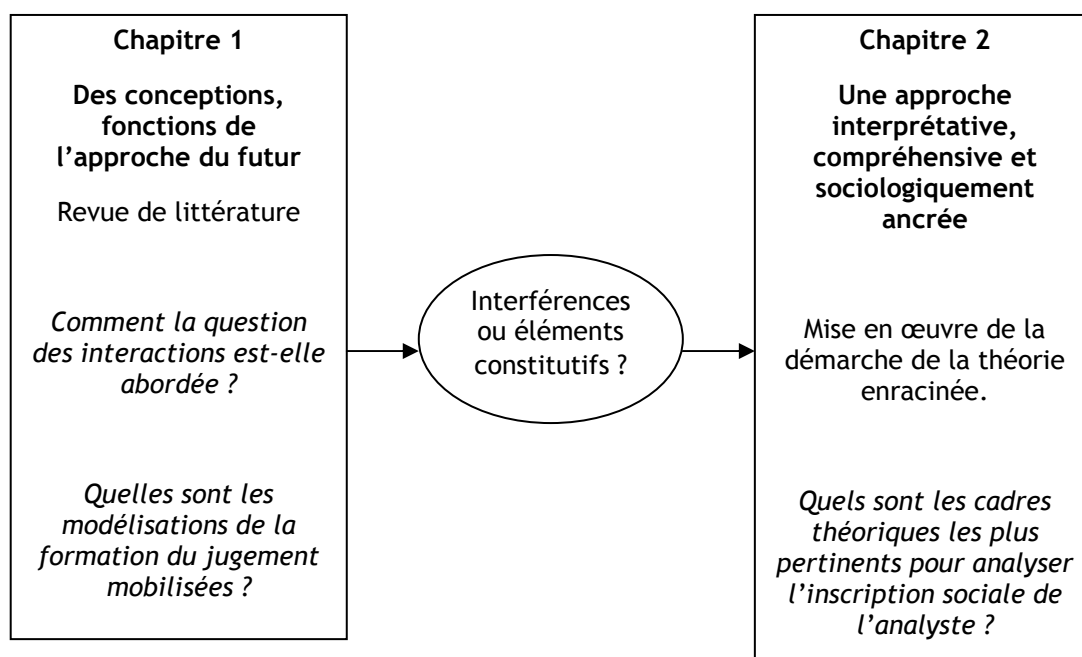 Chapitre 1
Des conceptions,
fonctions de
l’approche du futur
Revue de littérature
Comment la question
des interactions est-elle
abordée ?
Quelles sont les
modélisations de la
formation du jugement
mobilisées ?
Interférences
ou éléments
constitutifs ?
Chapitre 2
Une approche
interprétative,
compréhensive et
sociologiquement
ancrée
Mise en œuvre de la
démarche de la théorie
enracinée.
Quels sont les cadres
théoriques les plus
pertinents pour analyser
l’inscription sociale de
l’analyste ?